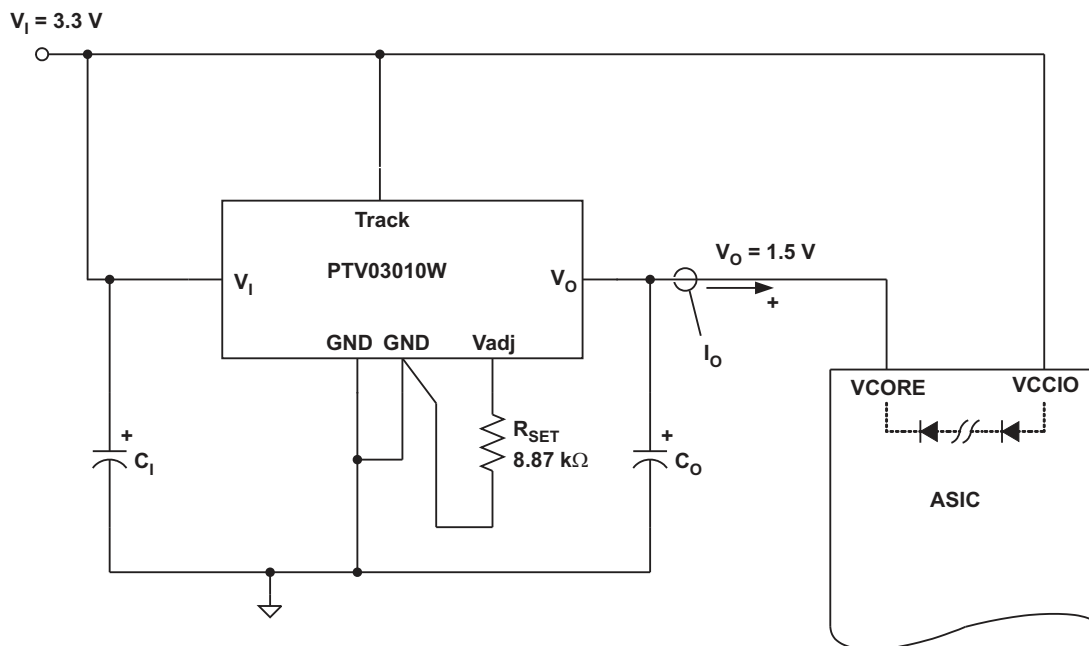 V_I = 3.3 V
Track
PTV03010W
V_I
V_O
GND
GND
Vadj
V_O = 1.5 V
+
I_O
VCORE
VCCIO
+
C_I
R_SET
8.87 kΩ
+
C_O
ASIC